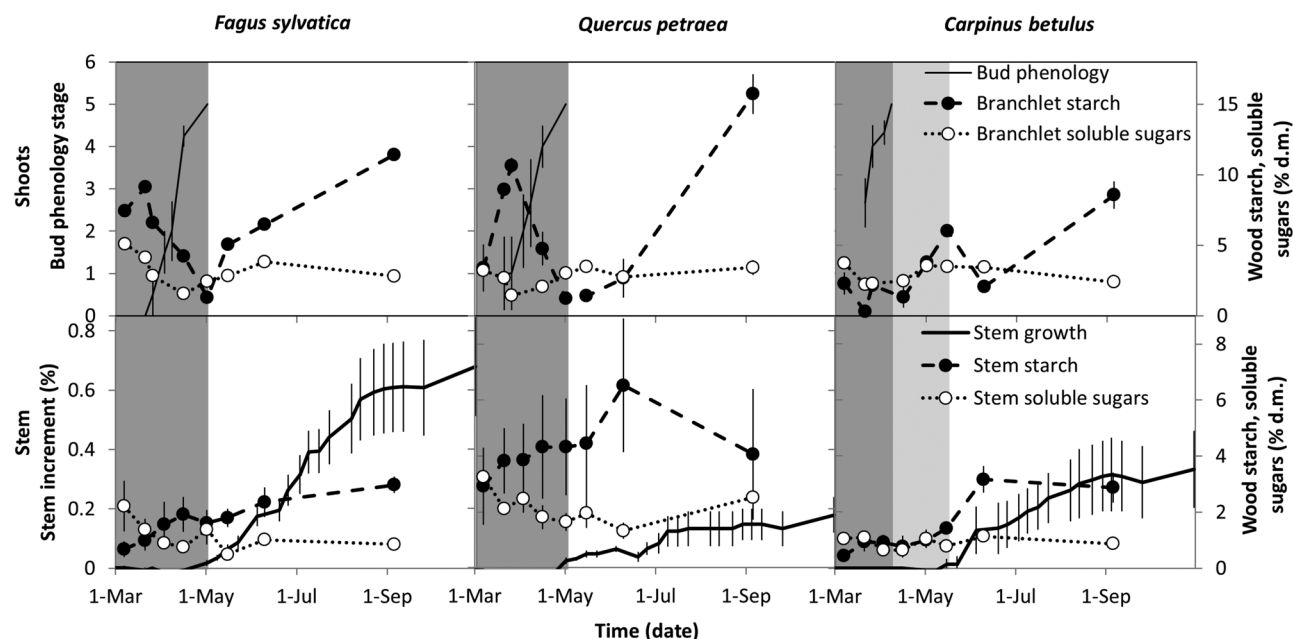 Fagus sylvatica
Quercus petraea
Carpinus betulus
Shoots
Bud phenology stage
6
5
4
3
2
1
0
Bud phenology
Branchlet starch
Branchlet soluble sugars
15
10
5
0
Wood starch, soluble
sugars (% d.m.)
Stem
Stem increment (%)
0.8
0.6
0.4
0.2
0
Stem growth
Stem starch
Stem soluble sugars
8
6
4
2
0
Wood starch, soluble
sugars (% d.m.)
1-Mar 1-May 1-Jul 1-Sep 1-Mar 1-May 1-Jul 1-Sep 1-Mar 1-May 1-Jul 1-Sep
Time (date)